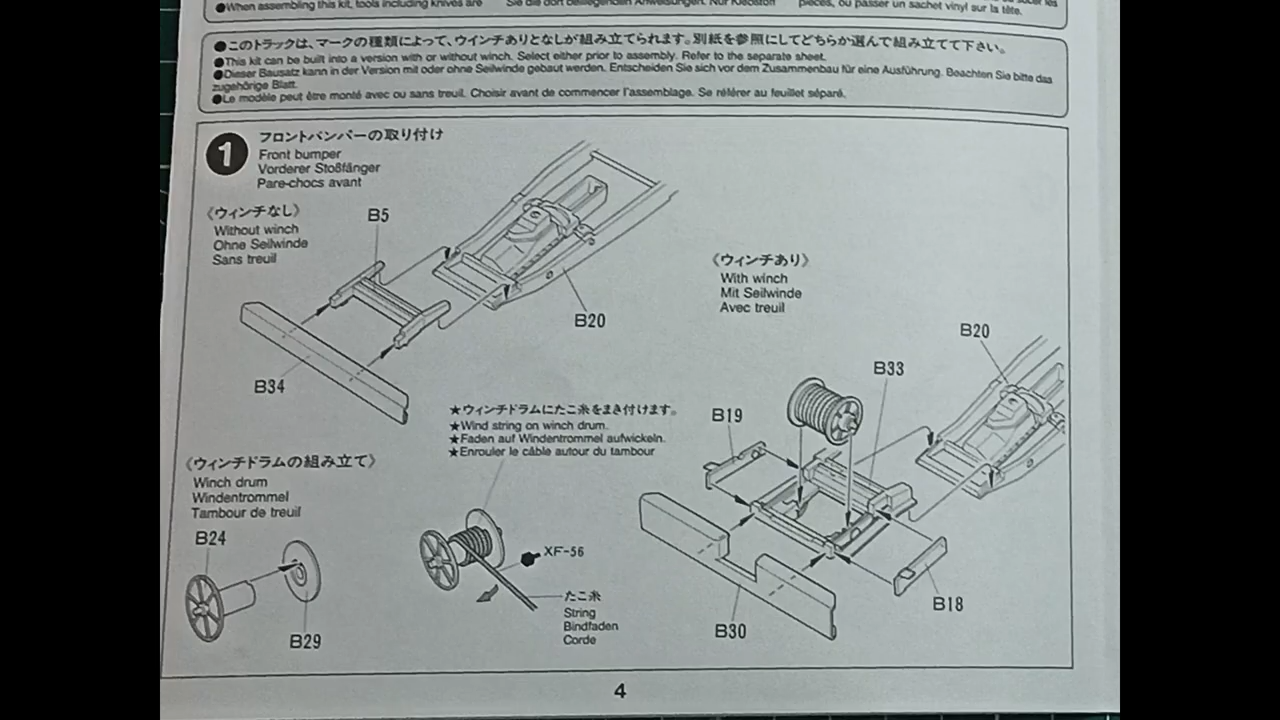 ●When assembling this kit, tools including knives are
Sie die den beiliegenden Anweisungen. Nur Klebstoff
pièces, ou passer un sachet vinyl sur la tête.
●このトラックは、マークの種類によって、ウインチありとなしが組み立てられます。別紙を参照にしてどちらか選んで組み立てて下さい。
●This kit can be built into a version with or without winch. Select either prior to assembly. Refer to the separate sheet.
●Dieser Bausatz kann in der Version mit oder ohne Seilwinde gebaut werden. Entscheiden Sie sich vor dem Zusammenbau für eine Ausführung. Beachten Sie bitte das
zugehörige Blatt.
●Le modèle peut être monté avec ou sans treuil. Choisir avant de commencer l'assemblage. Se référer au feuillet séparé.
1
フロントバンパーの取り付け
Front bumper
Vorderer Stoßfänger
Pare-chocs avant
《ウィンチなし》
Without winch
Ohne Seilwinde
Sans treuil
B5
B20
B34
《ウィンチあり》
With winch
Mit Seilwinde
Avec treuil
B20
B33
B19
B18
B30
★ウィンチドラムにたこ糸をまき付けます。
★Wind string on winch drum.
★Faden auf Windentrommel aufwickeln.
★Enrouler le câble autour du tambour
《ウィンチドラムの組み立て》
Winch drum
Windentrommel
Tambour de treuil
B24
B29
XF-56
たこ糸
String
Bindfaden
Corde
4